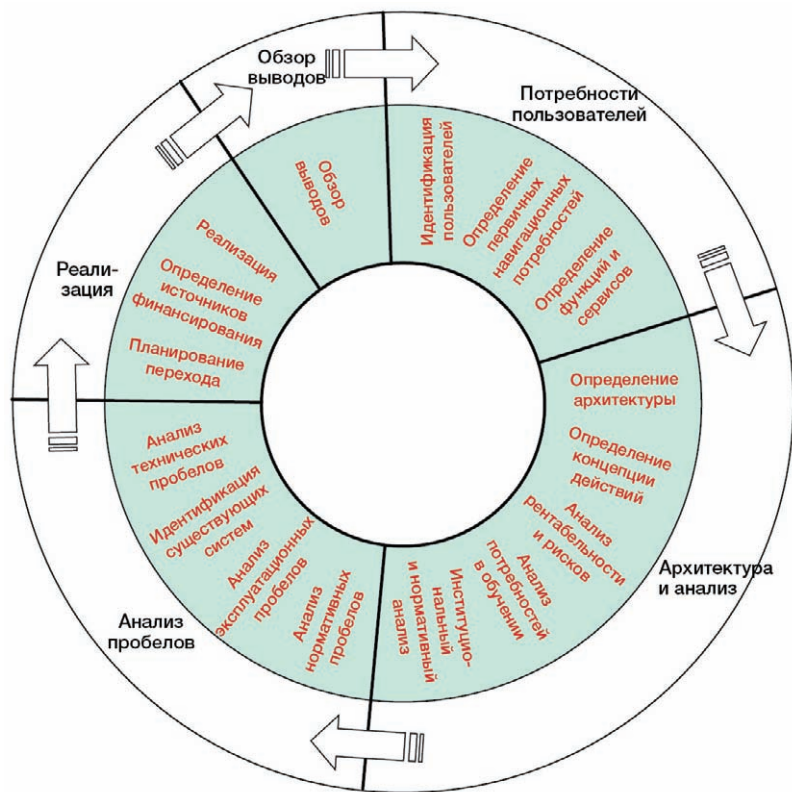 Обзор
выводов
Потребности
пользователей
Идентификация
пользователей
Определение
первичных
навигационных
потребностей
Определение
функций и
сервисов
Архитектура
и анализ
Определение
архитектуры
Определение
концепции
действий
Анализ
рентабельности
и рисков
Анализ
потребностей
в обучении
Институцио-
нальный
и нормативный
анализ
Анализ
пробелов
Анализ
нормативных
пробелов
Анализ
эксплуатационных
пробелов
Идентификация
существующих
систем
Анализ
технических
пробелов
Реали-
зация
Планирование
перехода
Определение
источников
финансирования
Реализация
Обзор
выводов